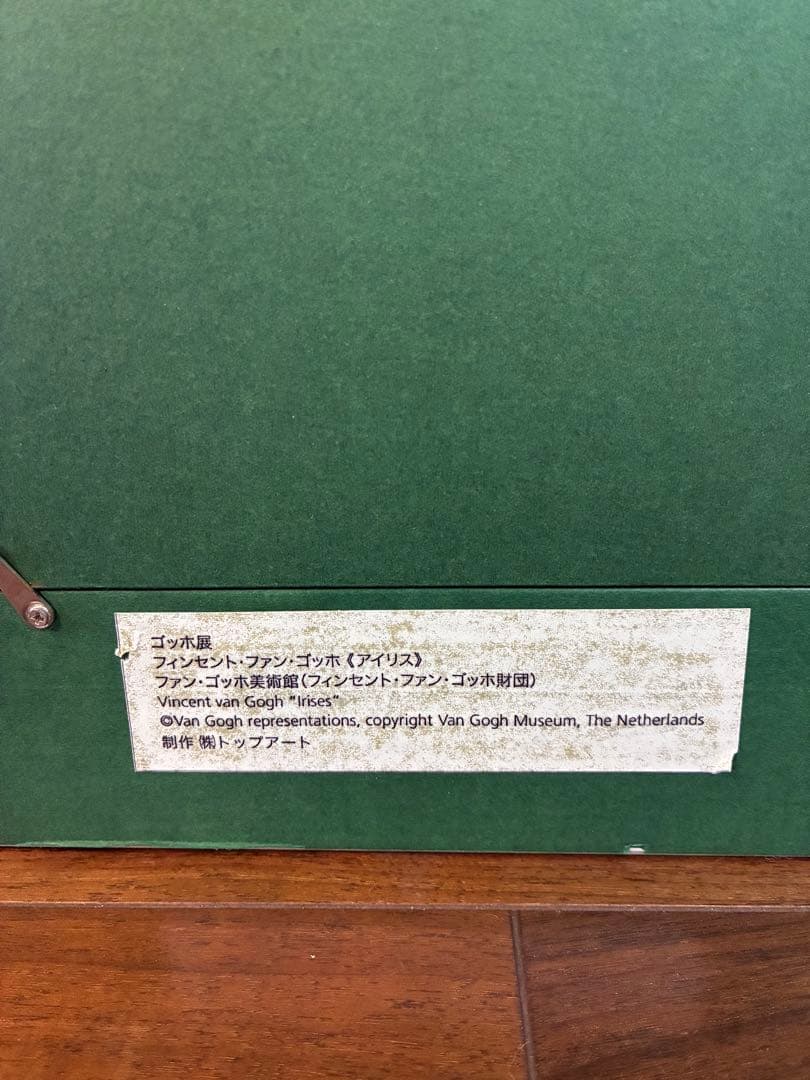 ゴッホ展
フィンセント・ファン・ゴッホ《アイリス》
ファン・ゴッホ美術館(フィンセント・ファン・ゴッホ財団)
Vincent van Gogh "Irises"
©Van Gogh representations, copyright Van Gogh Museum, The Netherlands
制作 ㈱トップアート